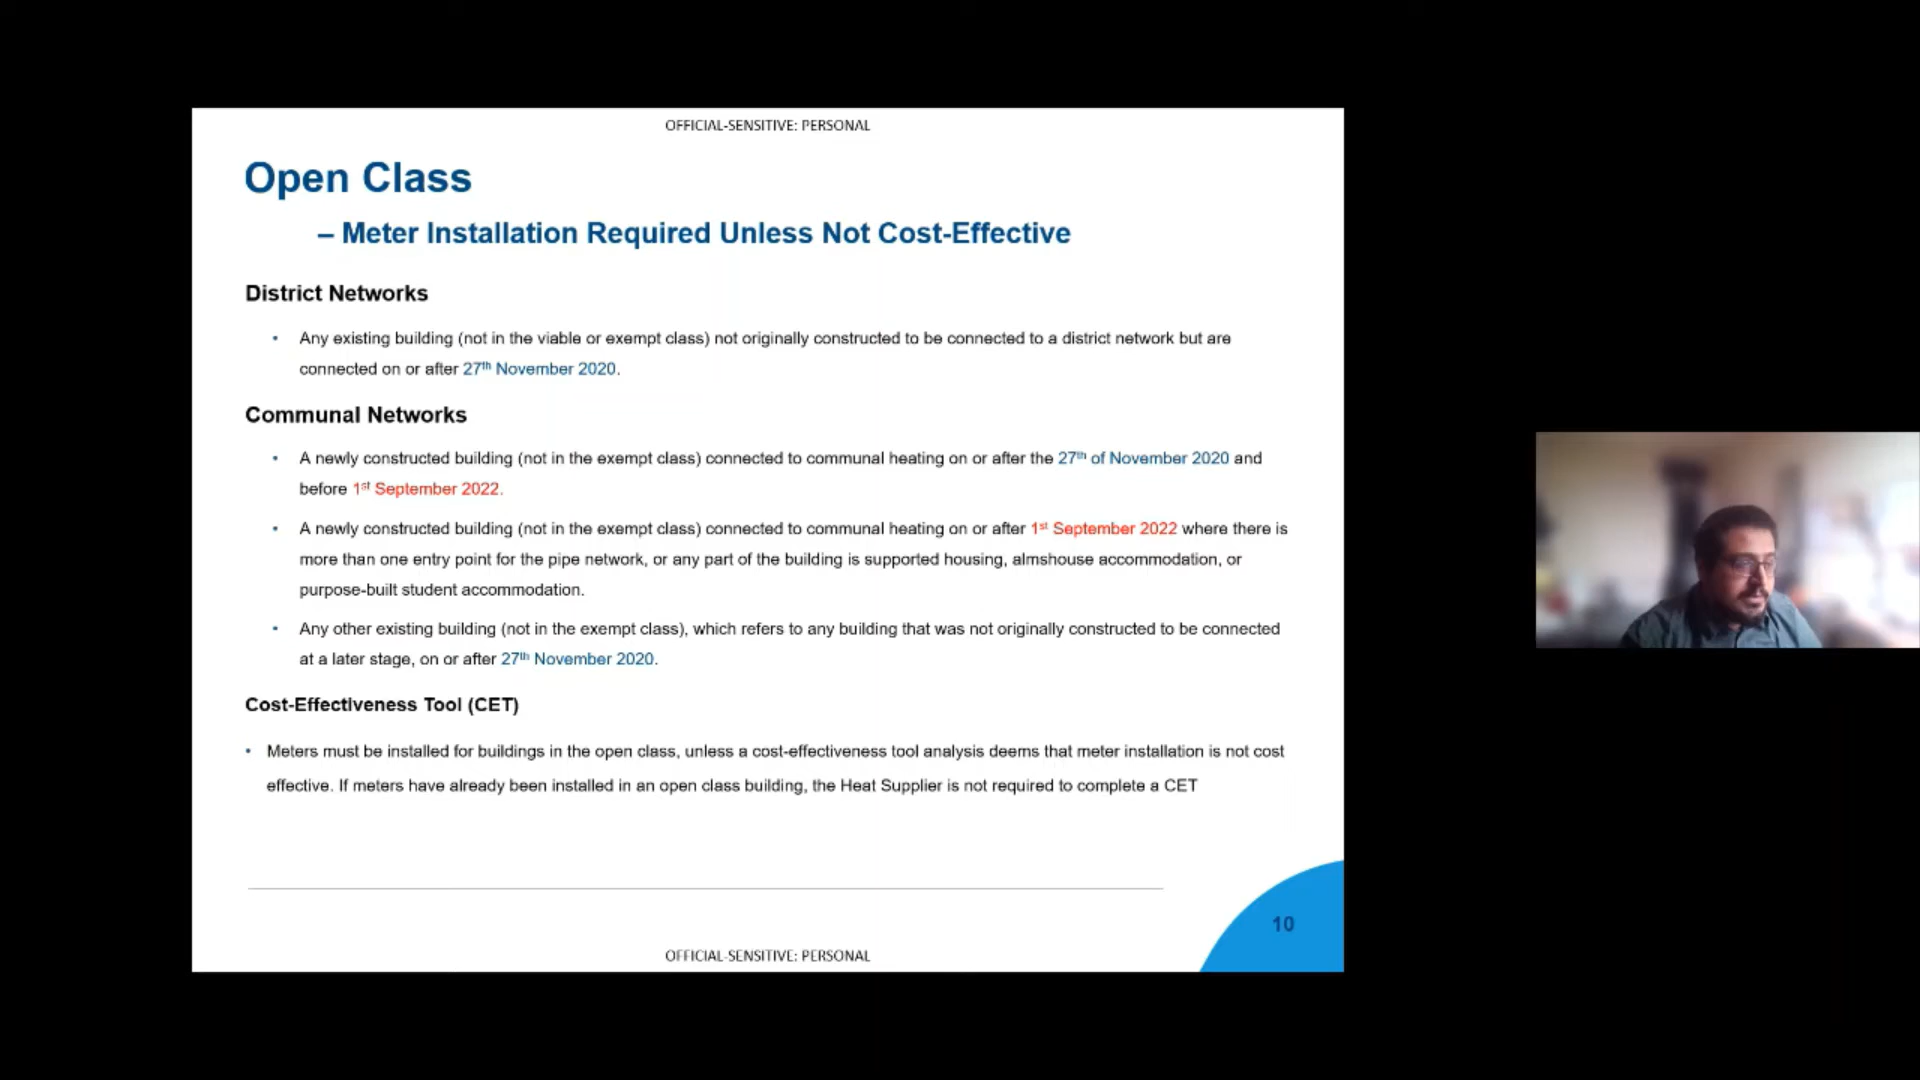 OFFICIAL-SENSITIVE: PERSONAL
Open Class
– Meter Installation Required Unless Not Cost-Effective
District Networks
• Any existing building (not in the viable or exempt class) not originally constructed to be connected to a district network but are
connected on or after 27th November 2020.
Communal Networks
• A newly constructed building (not in the exempt class) connected to communal heating on or after the 27th of November 2020 and
before 1st September 2022.
• A newly constructed building (not in the exempt class) connected to communal heating on or after 1st September 2022 where there is
more than one entry point for the pipe network, or any part of the building is supported housing, almshouse accommodation, or
purpose-built student accommodation.
• Any other existing building (not in the exempt class), which refers to any building that was not originally constructed to be connected
at a later stage, on or after 27th November 2020.
Cost-Effectiveness Tool (CET)
• Meters must be installed for buildings in the open class, unless a cost-effectiveness tool analysis deems that meter installation is not cost
effective. If meters have already been installed in an open class building, the Heat Supplier is not required to complete a CET
10
OFFICIAL-SENSITIVE: PERSONAL